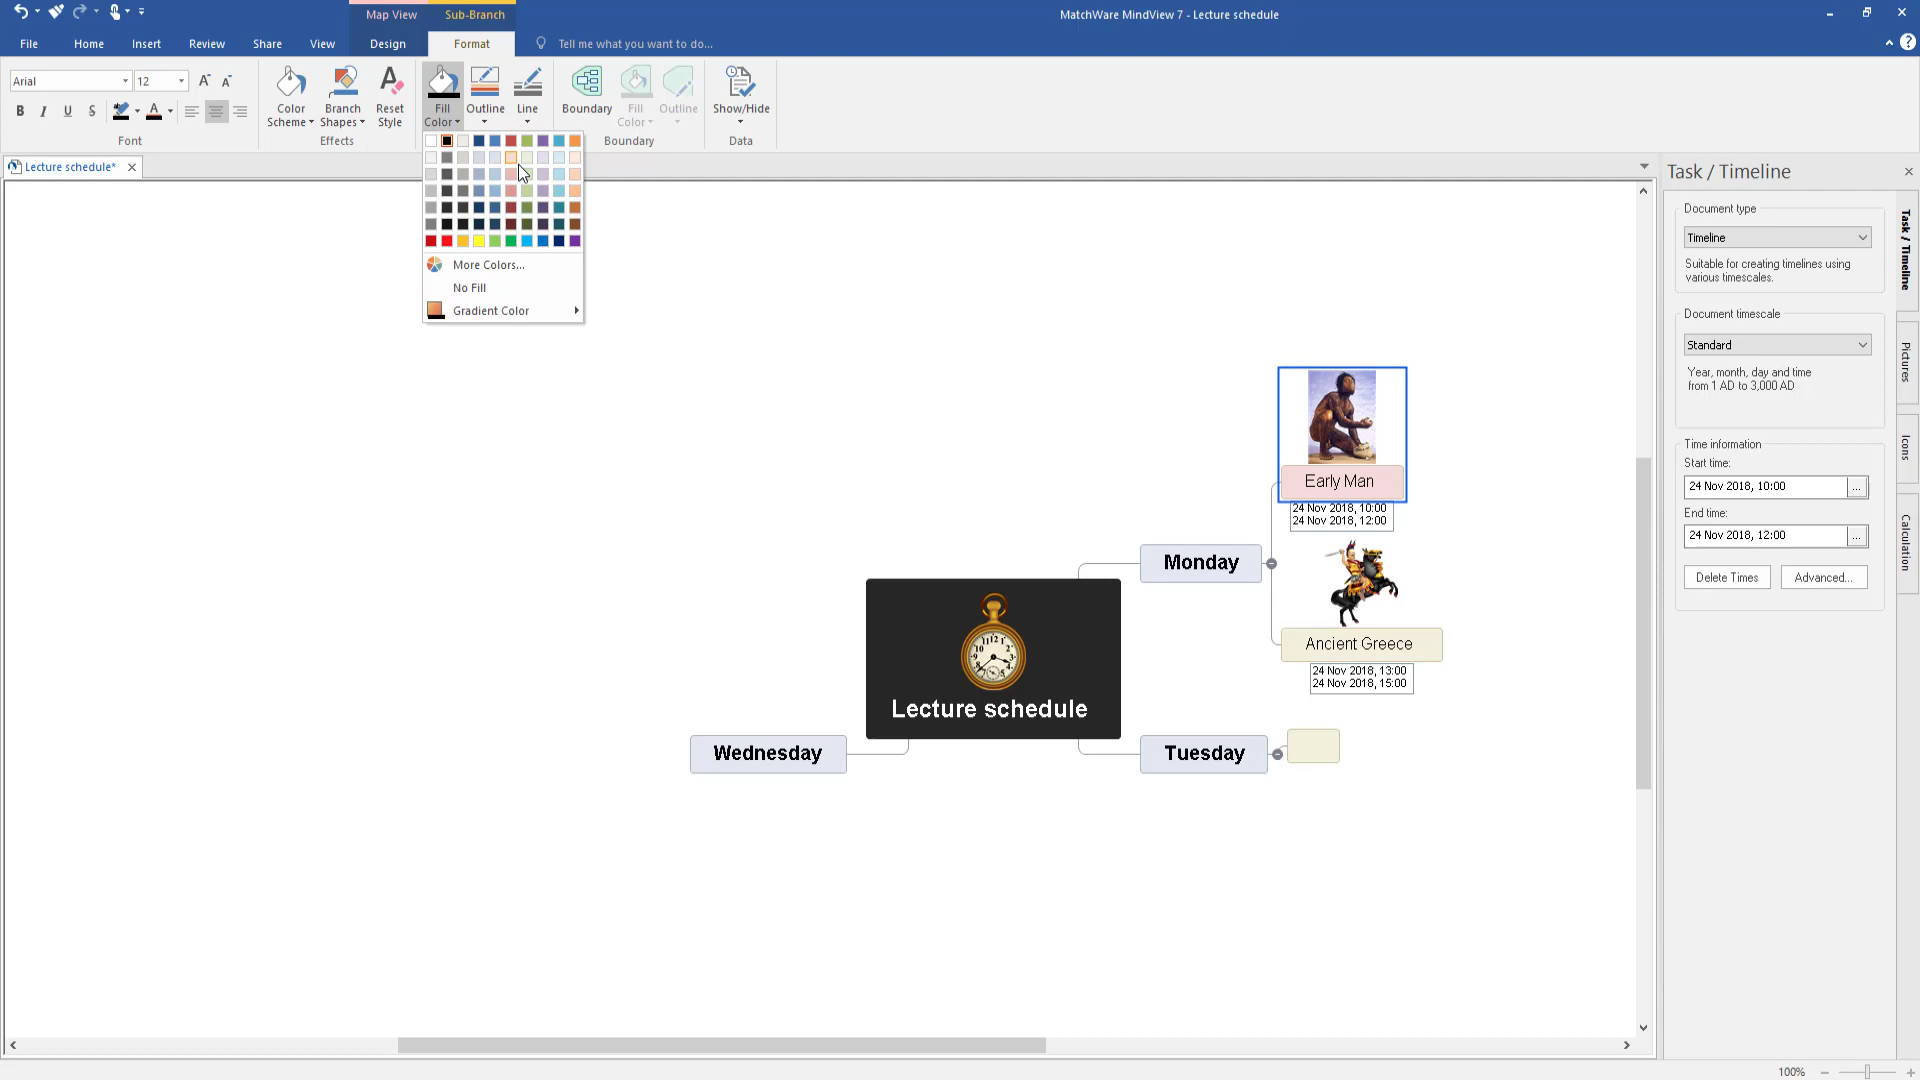 Map View
Sub-Branch
MatchWare MindView 7 - Lecture schedule
File
Home
Insert
Review
Share
View
Design
Format
Tell me what you want to do...
Arial
12
A
A
B
I
U
S
A
Font
Color
Scheme
Branch
Shapes
Reset
Style
Effects
Fill
Color
Outline
Line
Boundary
Fill
Color
Outline
Boundary
Show/Hide
Data
More Colors...
No Fill
Gradient Color
Lecture schedule*
Early Man
24 Nov 2018, 10:00
24 Nov 2018, 12:00
Monday
Ancient Greece
24 Nov 2018, 13:00
24 Nov 2018, 15:00
Lecture schedule
Wednesday
Tuesday
Task / Timeline
Document type
Timeline
Suitable for creating timelines using
various timescales.
Document timescale
Standard
Year, month, day and time
from 1 AD to 3,000 AD
Time information
Start time:
24 Nov 2018, 10:00
...
End time:
24 Nov 2018, 12:00
...
Delete Times
Advanced...
Task / Timeline
Pictures
Icons
Calculation
100%